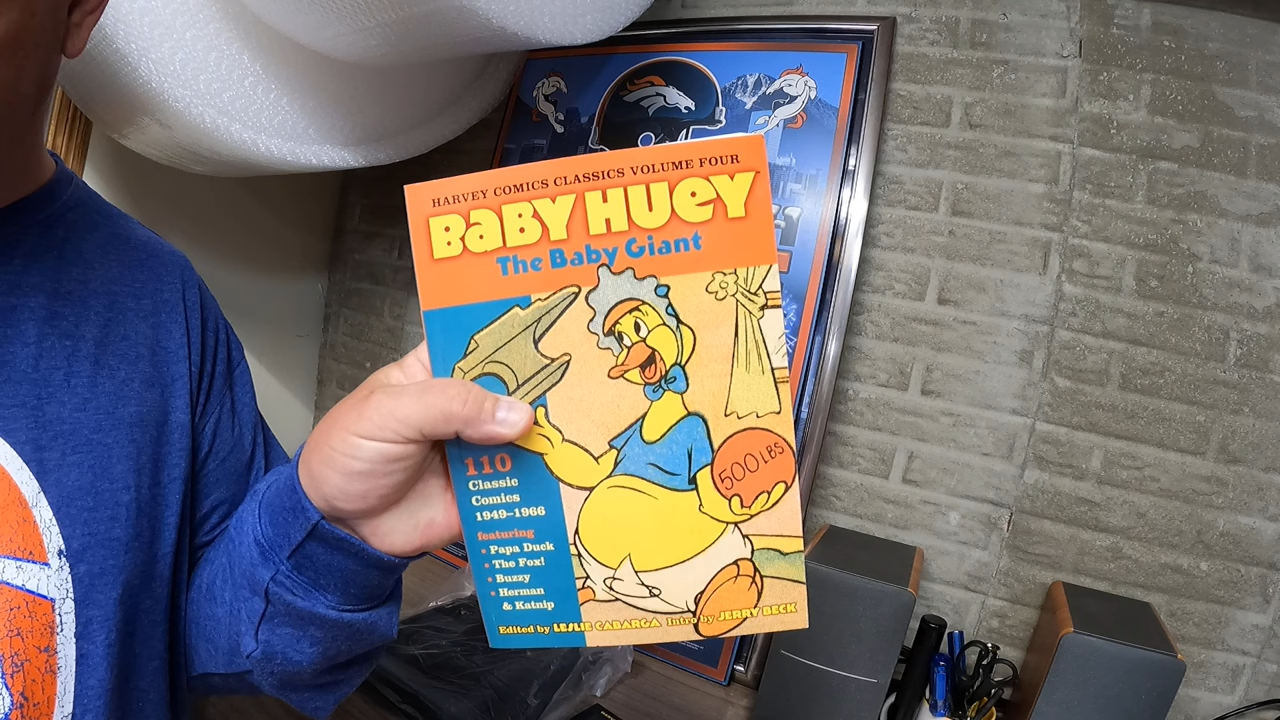 HARVEY COMICS CLASSICS VOLUME FOUR
BABY HUEY
The Baby Giant
500 LBS
110
Classic
Comics
1949–1966
featuring
• Papa Duck
• The Fox!
• Buzzy
• Herman
& Katnip
Edited by LESLIE CABARGA Intro by JERRY BECK